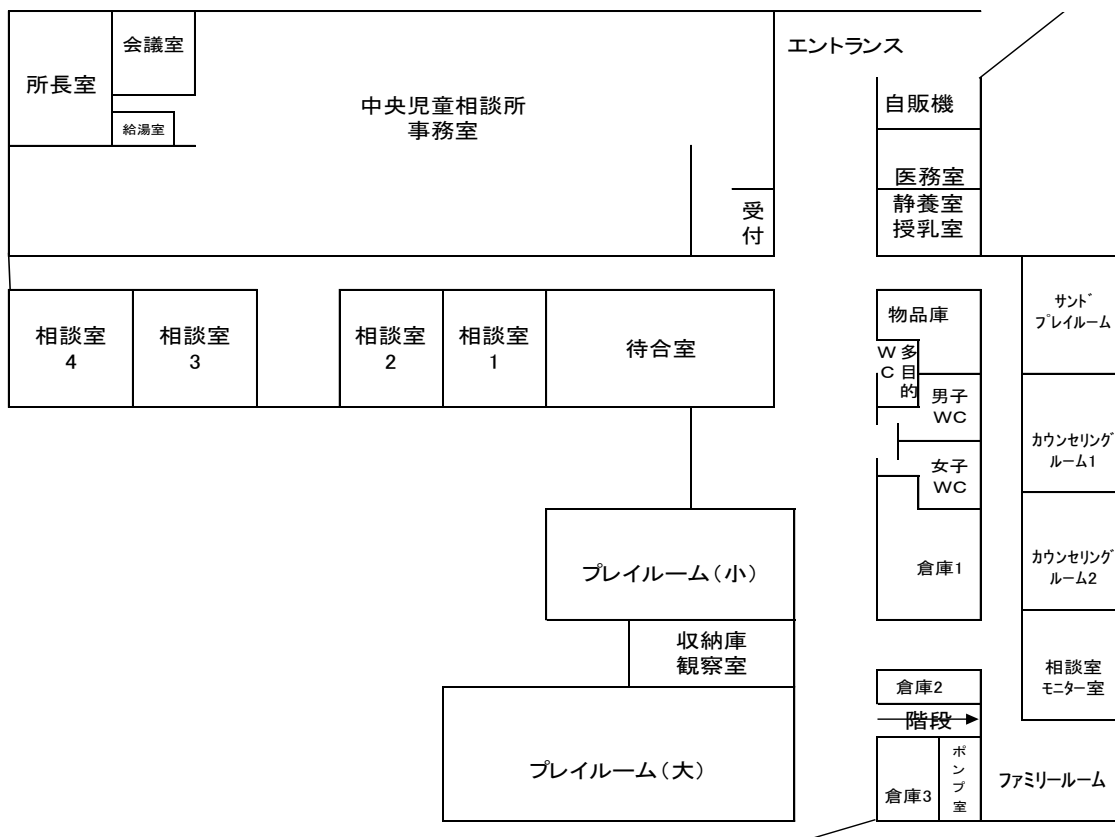 会議室
エントランス
所長室
中央児童相談所
事務室
自販機
給湯室
医務室
静養室
授乳室
受付
相談室
4
相談室
3
相談室
2
相談室
1
待合室
物品庫
サンド
プレイルーム
多目的
WC
男子
WC
女子
WC
カウンセリング
ルーム1
プレイルーム(小)
倉庫1
カウンセリング
ルーム2
収納庫
観察室
相談室
モニター室
倉庫2
階段
プレイルーム(大)
倉庫3
ポンプ室
ファミリールーム